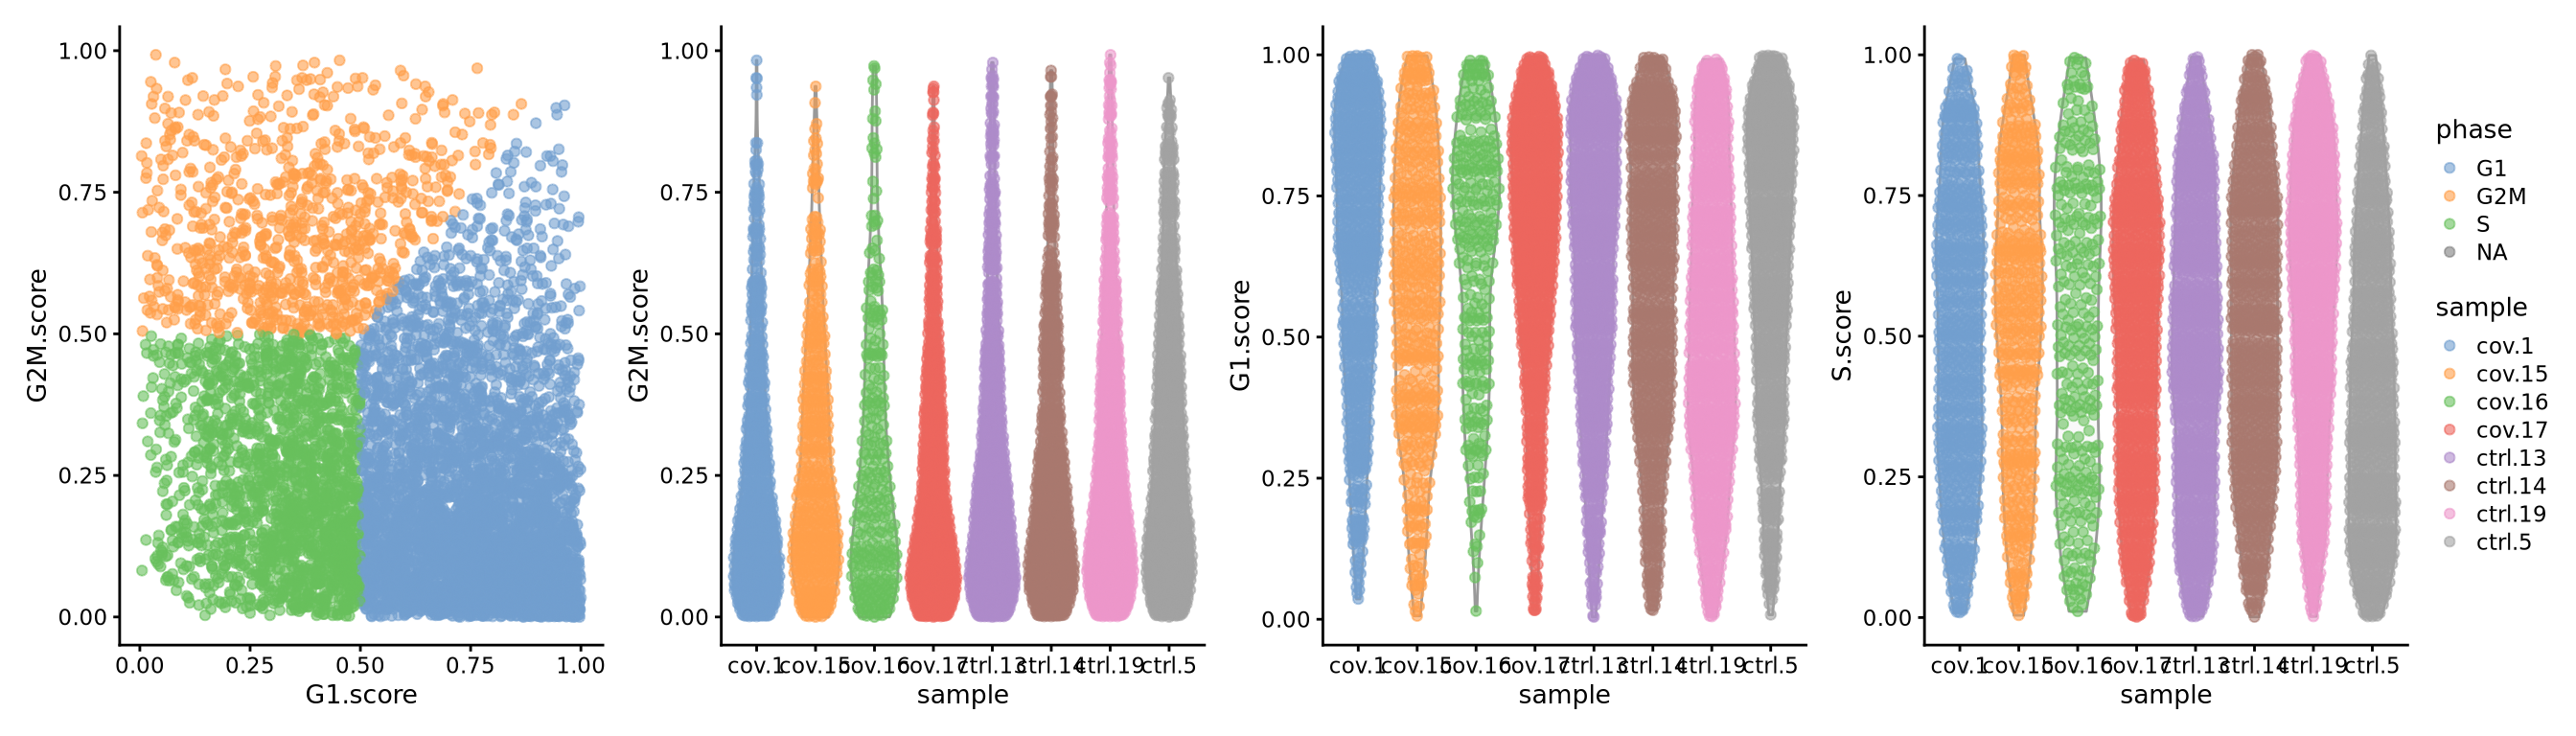 1.00
0.75
0.50
0.25
0.00
G2M.score
0.00 0.25 0.50 0.75 1.00
G1.score
1.00
0.75
0.50
0.25
0.00
G2M.score
cov.1 cov.15 cov.16 cov.17 ctrl.13 ctrl.14 ctrl.19 ctrl.5
sample
1.00
0.75
0.50
0.25
0.00
G1.score
cov.1 cov.15 cov.16 cov.17 ctrl.13 ctrl.14 ctrl.19 ctrl.5
sample
1.00
0.75
0.50
0.25
0.00
S.score
cov.1 cov.15 cov.16 cov.17 ctrl.13 ctrl.14 ctrl.19 ctrl.5
sample
phase
G1
G2M
S
NA
sample
cov.1
cov.15
cov.16
cov.17
ctrl.13
ctrl.14
ctrl.19
ctrl.5